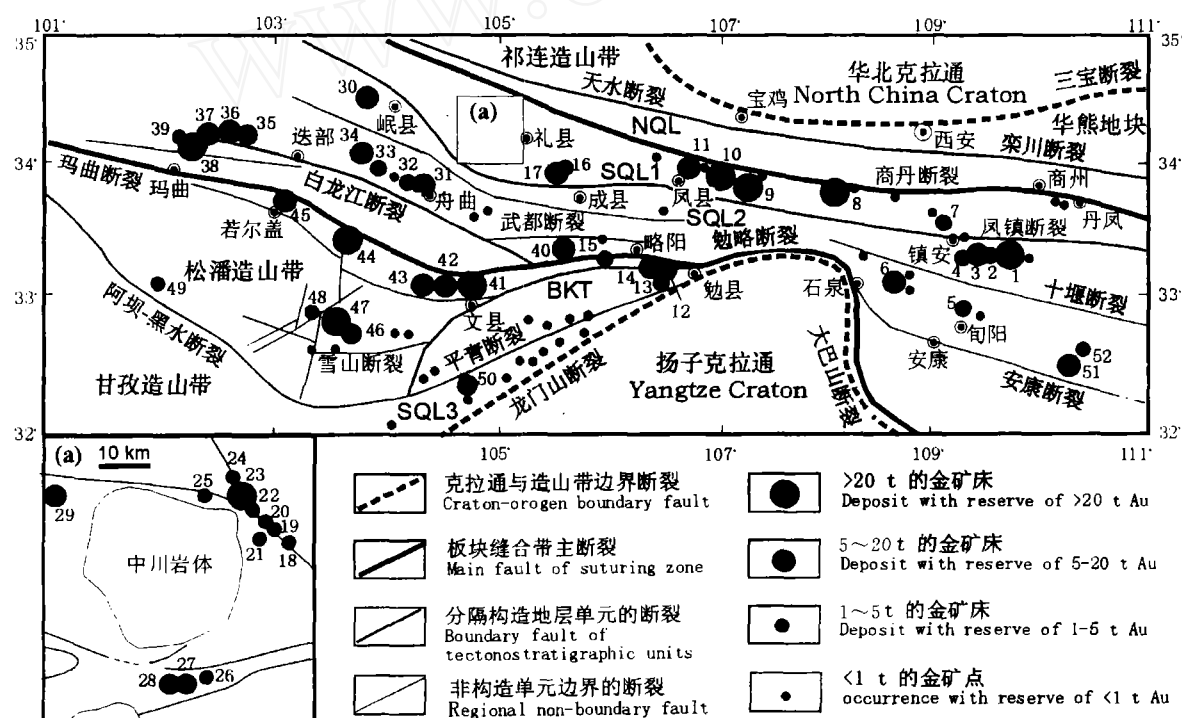 101°
103°
105°
107°
109°
111°
35°
35°
祁连造山带
天水断裂
华北克拉通
North China Craton
三宝断裂
宝鸡
西安
华熊地块
栾川断裂
NQL
30
岷县
(a)
礼县
39
37
36
35
38
迭部
34
33
32
31
舟曲
17
16
SQL1
11
10
9
8
凤县
商丹断裂
商州
丹凤
34°
34°
玛曲断裂
玛曲
白龙江断裂
成县
SQL2
武都断裂
7
凤镇断裂
镇安
45
若尔盖
44
40
15
略阳
勉略断裂
4
3
2
1
松潘造山带
43
42
41
BKT
14
13
12
勉县
石泉
6
十堰断裂
33°
33°
49
48
47
46
文县
5
旬阳
阿坝-黑水断裂
雪山断裂
平青断裂
扬子克拉通
Yangtze Craton
大巴山断裂
安康
52
51
安康断裂
甘孜造山带
50
SQL3
龙门山断裂
32°
32°
101°
103°
105°
107°
109°
111°
(a)
10 km
24
23
25
22
20
19
18
21
29
中川岩体
28
27
26
克拉通与造山带边界断裂
Craton-orogen boundary fault
板块缝合带主断裂
Main fault of suturing zone
分隔构造地层单元的断裂
Boundary fault of
tectonostratigraphic units
非构造单元边界的断裂
Regional non-boundary fault
>20 t 的金矿床
Deposit with reserve of >20 t Au
5～20t 的金矿床
Deposit with reserve of 5-20 t Au
1～5t 的金矿床
Deposit with reserve of 1-5 t Au
<1 t 的金矿点
occurrence with reserve of <1 t Au